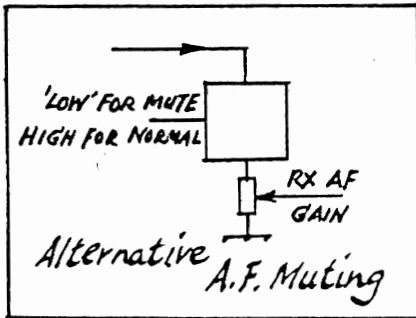 'LOW' FOR MUTE
HIGH FOR NORMAL
RX AF
GAIN
Alternative
A.F. Muting